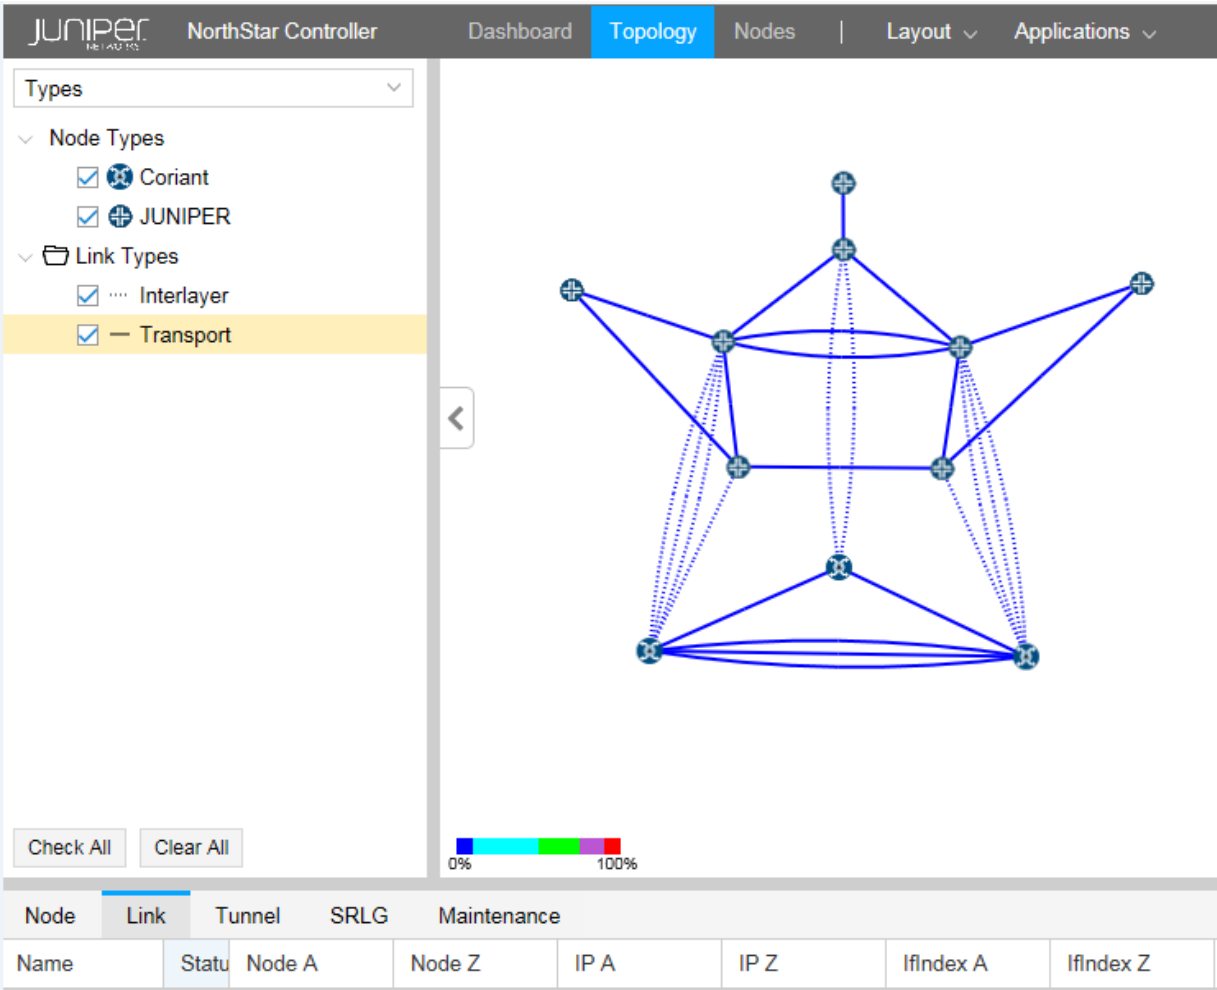 JUNIPER NETWORKS NorthStar Controller Dashboard Topology Nodes | Layout Applications
Types
Node Types
Coriant
JUNIPER
Link Types
Interlayer
Transport
Check All Clear All
0% 100%
Node Link Tunnel SRLG Maintenance
Name Statu Node A Node Z IP A IP Z IfIndex A IfIndex Z